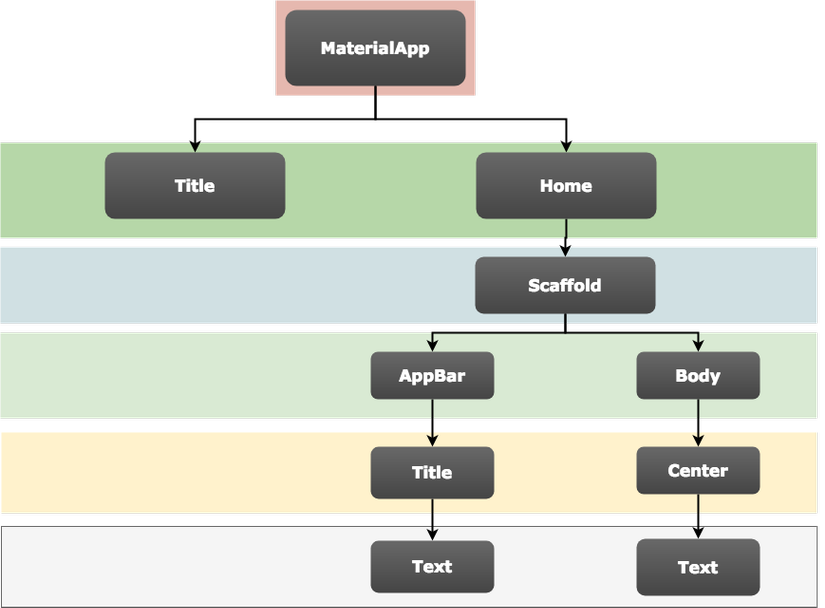 MaterialApp
Title
Home
Scaffold
AppBar
Body
Title
Center
Text
Text